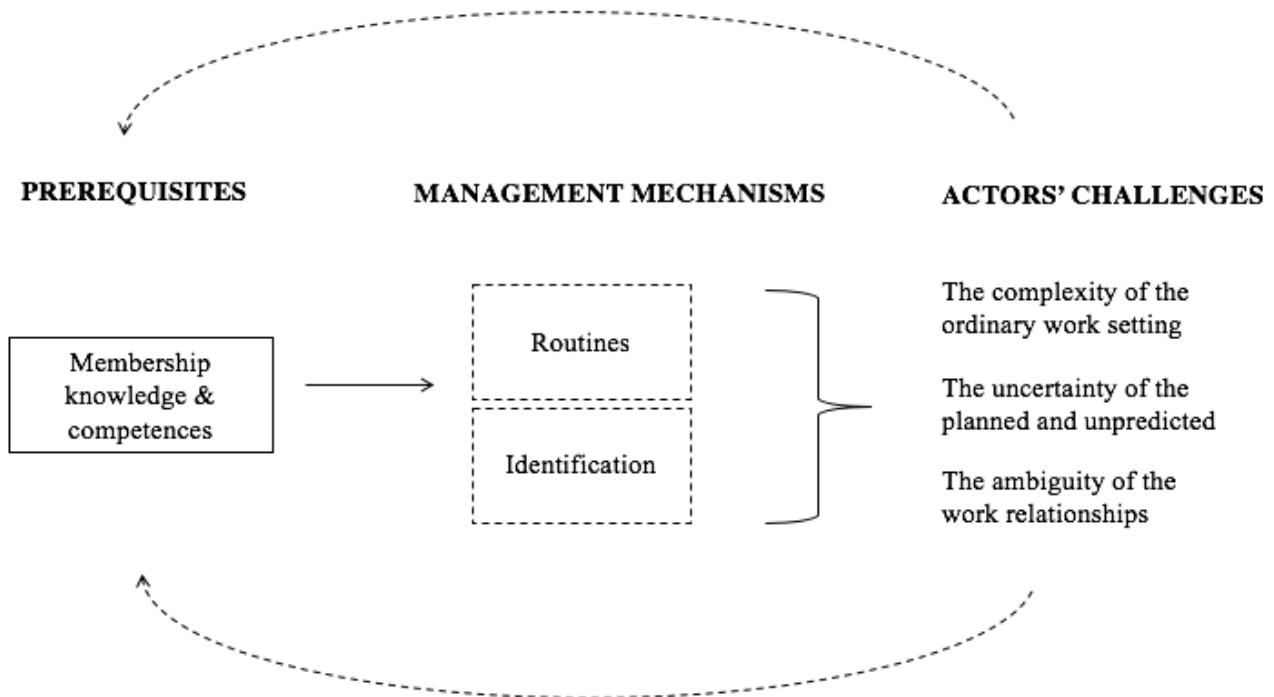 PREREQUISITES
MANAGEMENT MECHANISMS
ACTORS’ CHALLENGES
Membership
knowledge &
competences
Routines
Identification
The complexity of the
ordinary work setting
The uncertainty of the
planned and unpredicted
The ambiguity of the
work relationships